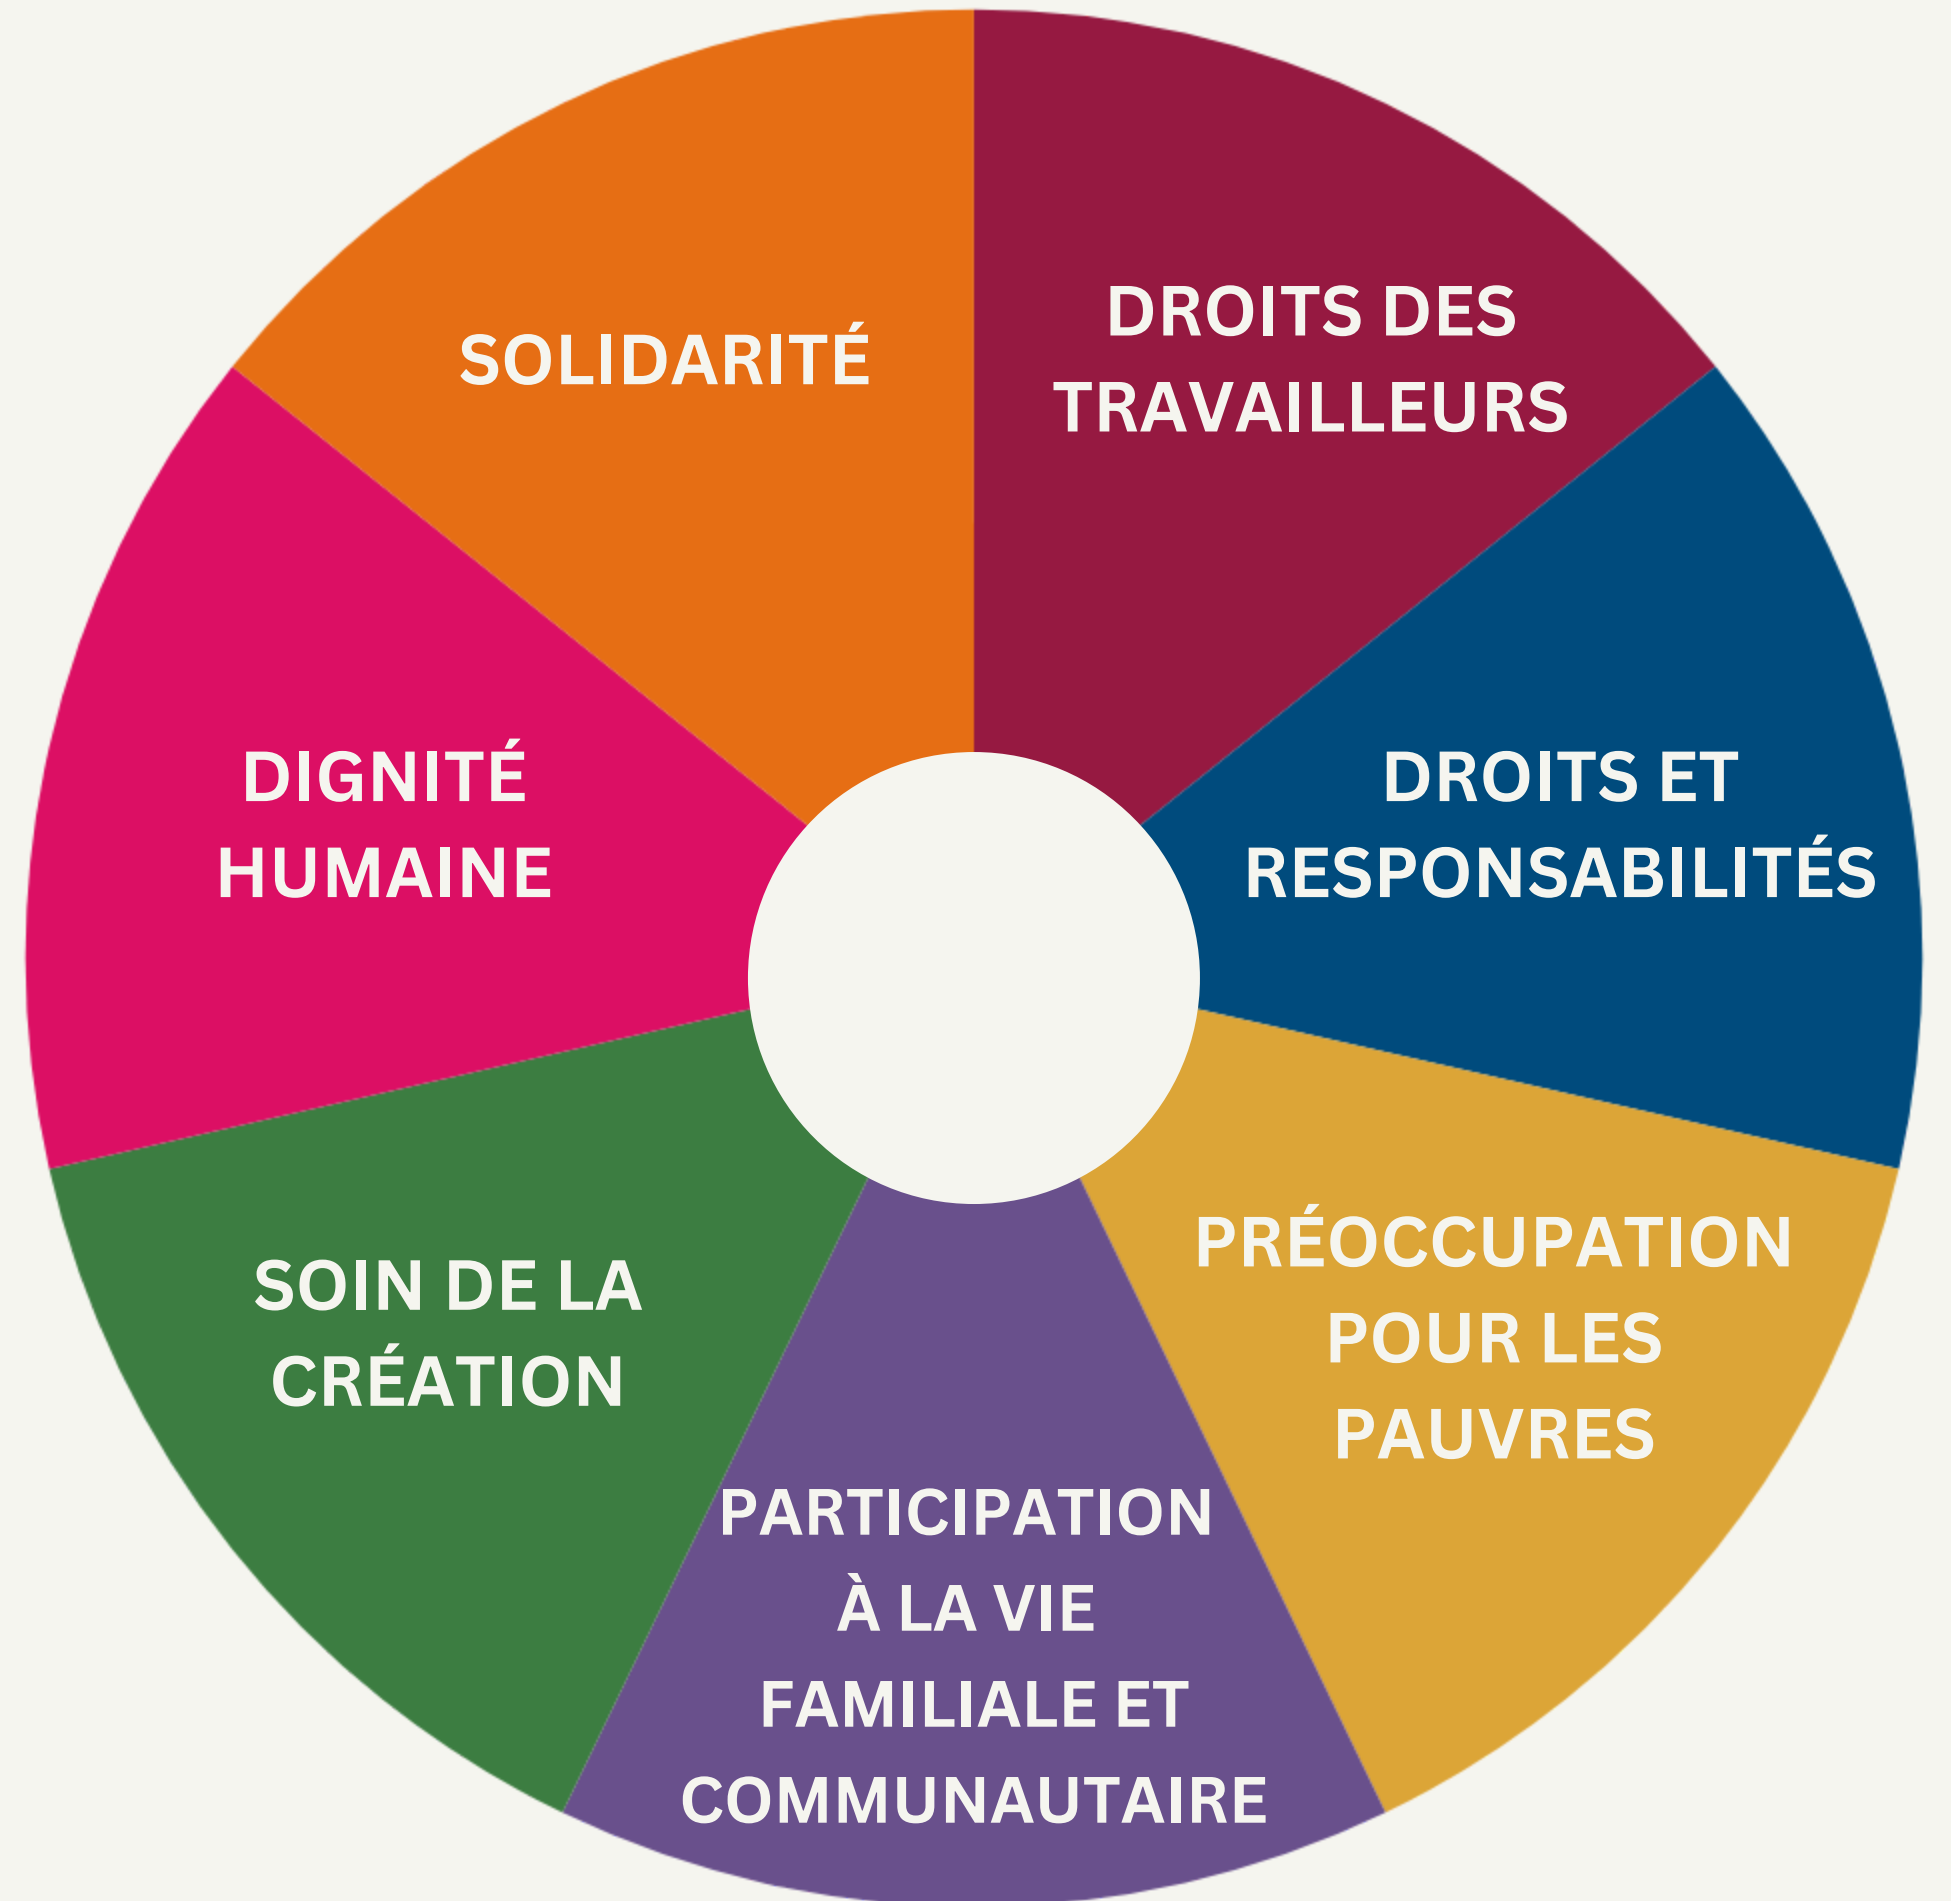 SOLIDARITÉ
DROITS DES
TRAVAILLEURS
DROITS ET
RESPONSABILITÉS
PRÉOCCUPATION
POUR LES
PAUVRES
PARTICIPATION
À LA VIE
FAMILIALE ET
COMMUNAUTAIRE
SOIN DE LA
CRÉATION
DIGNITÉ
HUMAINE